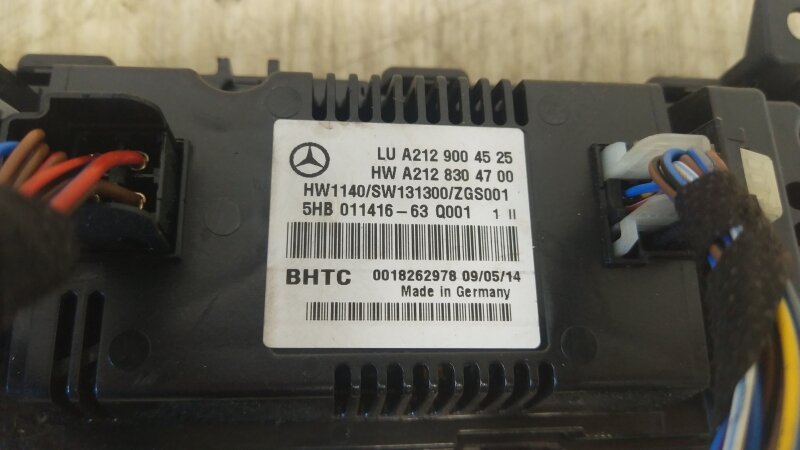 LU A212 900 45 25
HW A212 830 47 00
HW1140/SW131300/ZGS001
5HB 011416-63 Q001 1 II
BHTC 0018262978 09/05/14
Made in Germany